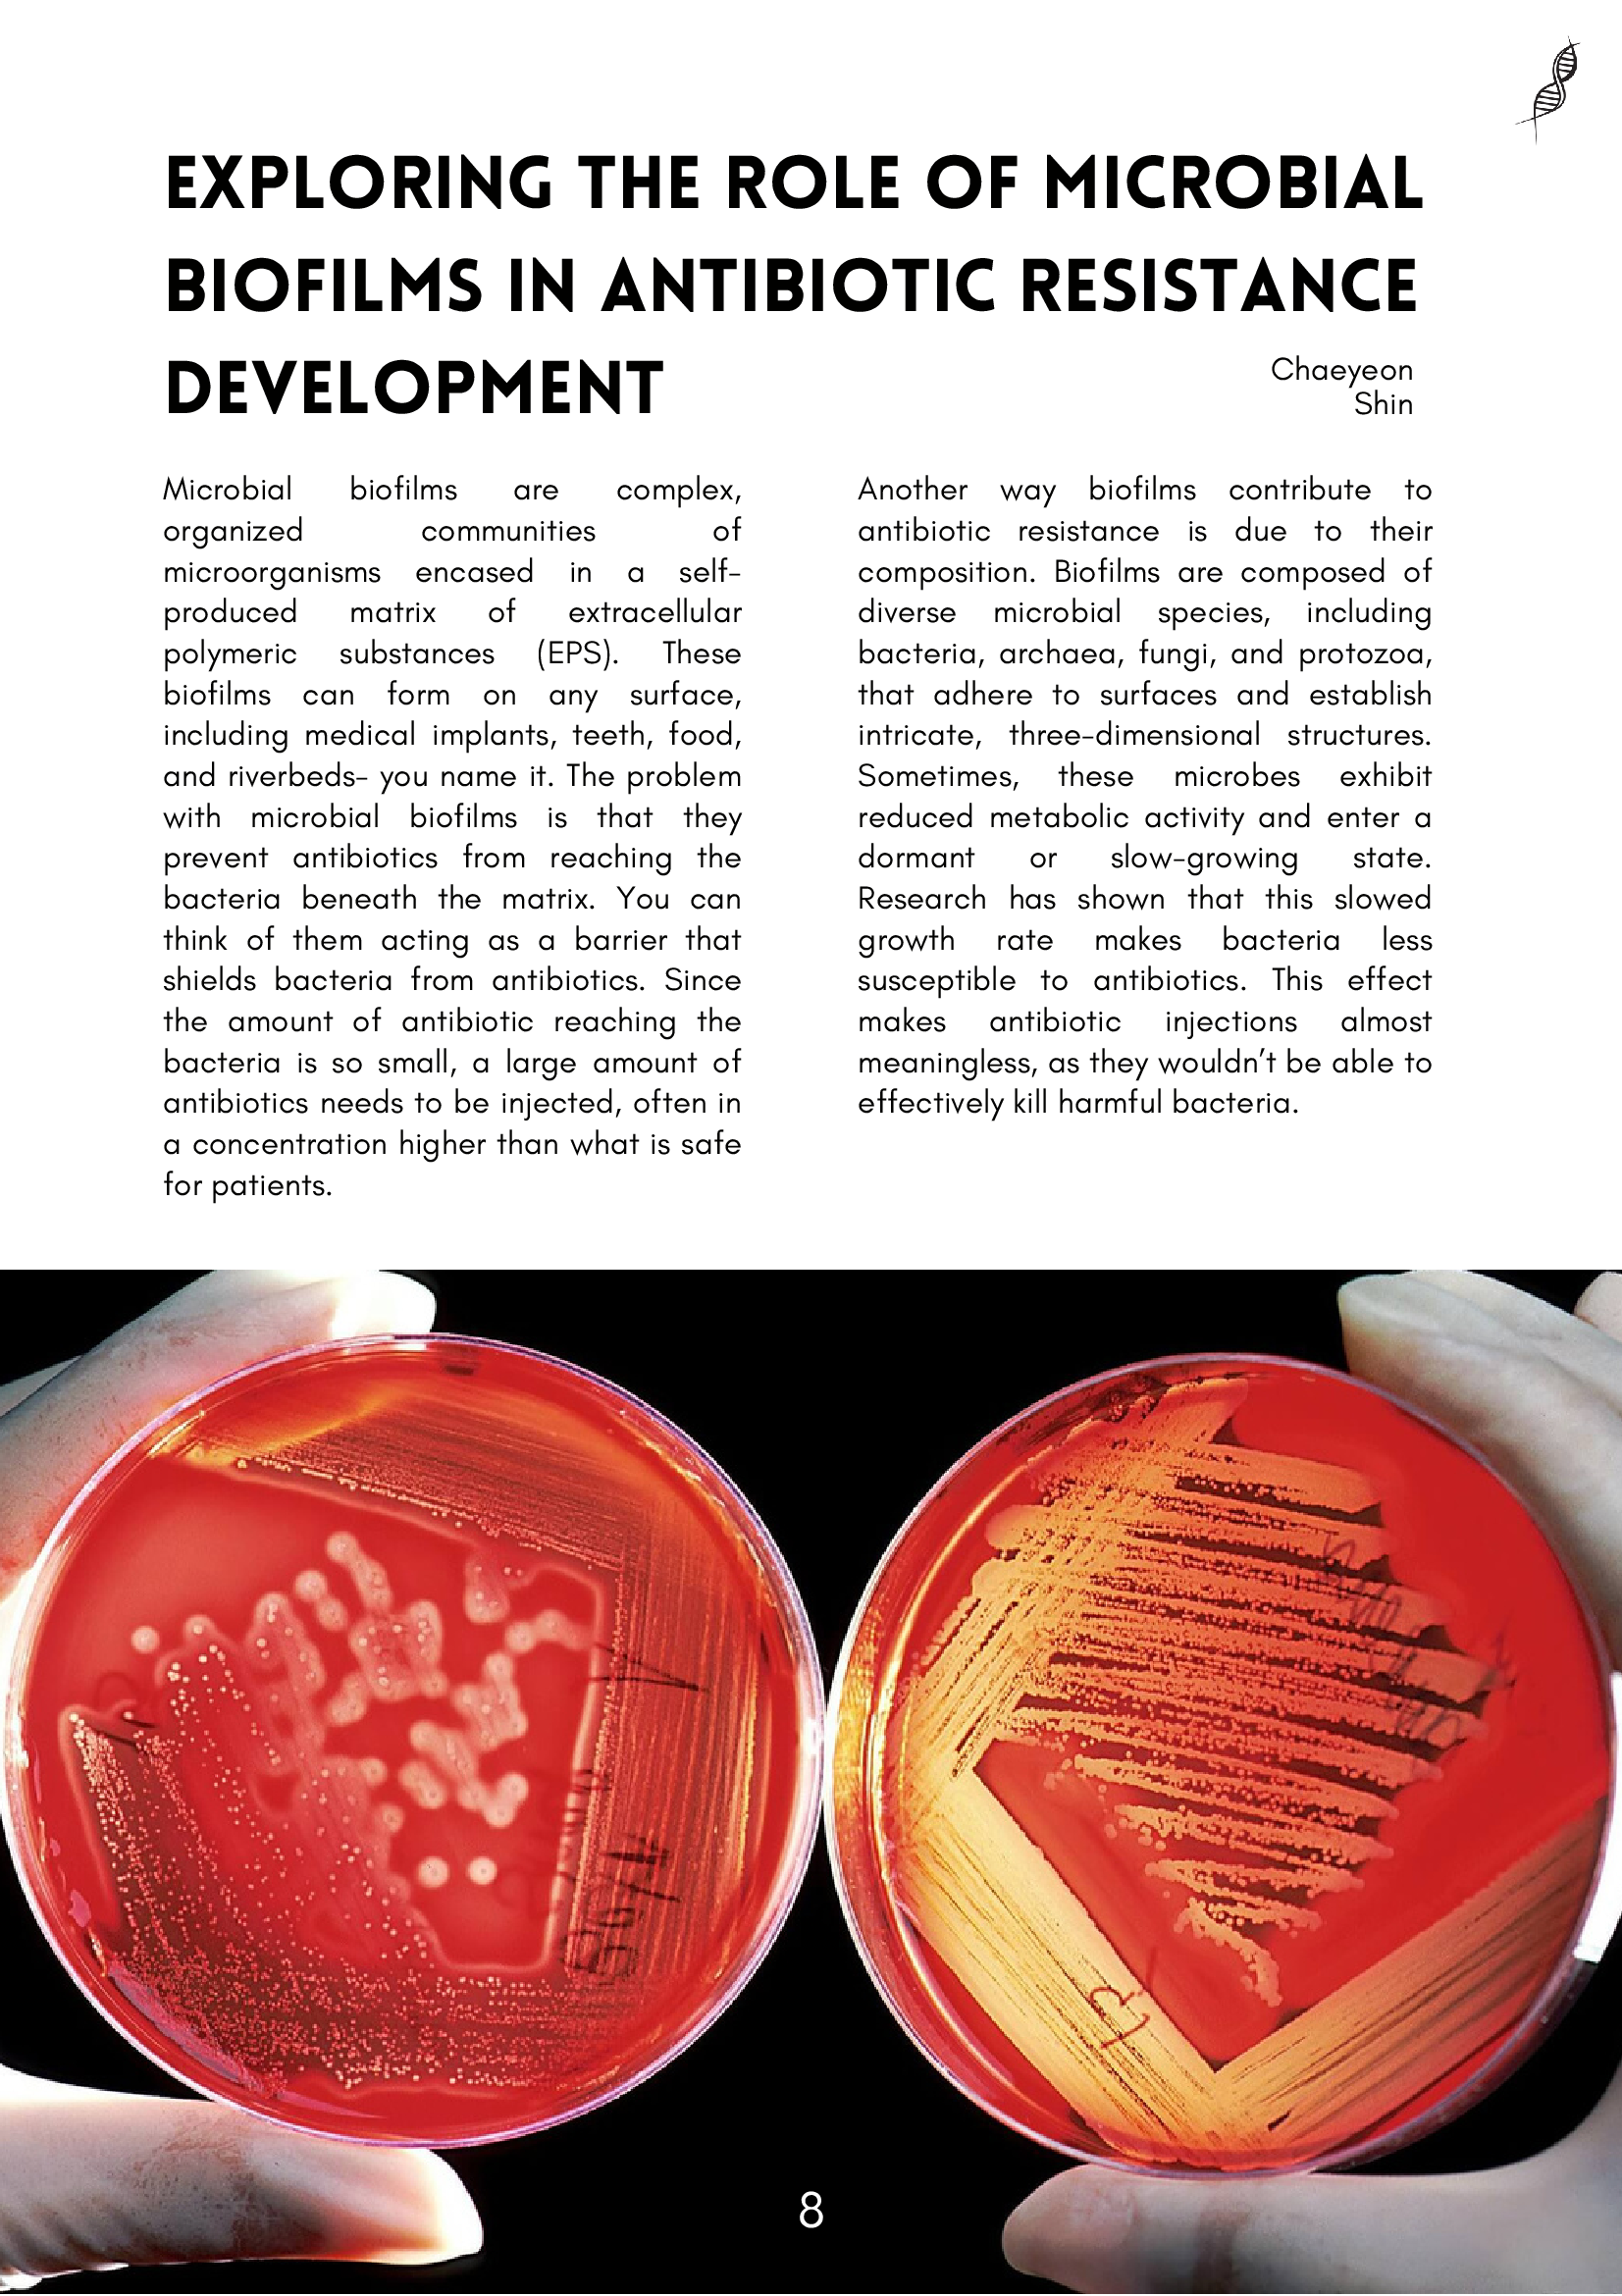 EXPLORING THE ROLE OF MICROBIAL
BIOFILMS IN ANTIBIOTIC RESISTANCE
DEVELOPMENT
Chaeyeon
Shin
Microbial biofilms are complex,
organized communities of
microorganisms encased in a self-
produced matrix of extracellular
polymeric substances (EPS). These
biofilms can form on any surface,
including medical implants, teeth, food,
and riverbeds- you name it. The problem
with microbial biofilms is that they
prevent antibiotics from reaching the
bacteria beneath the matrix. You can
think of them acting as a barrier that
shields bacteria from antibiotics. Since
the amount of antibiotic reaching the
bacteria is so small, a large amount of
antibiotics needs to be injected, often in
a concentration higher than what is safe
for patients.
Another way biofilms contribute to
antibiotic resistance is due to their
composition. Biofilms are composed of
diverse microbial species, including
bacteria, archaea, fungi, and protozoa,
that adhere to surfaces and establish
intricate, three-dimensional structures.
Sometimes, these microbes exhibit
reduced metabolic activity and enter a
dormant or slow-growing state.
Research has shown that this slowed
growth rate makes bacteria less
susceptible to antibiotics. This effect
makes antibiotic injections almost
meaningless, as they wouldn’t be able to
effectively kill harmful bacteria.
8